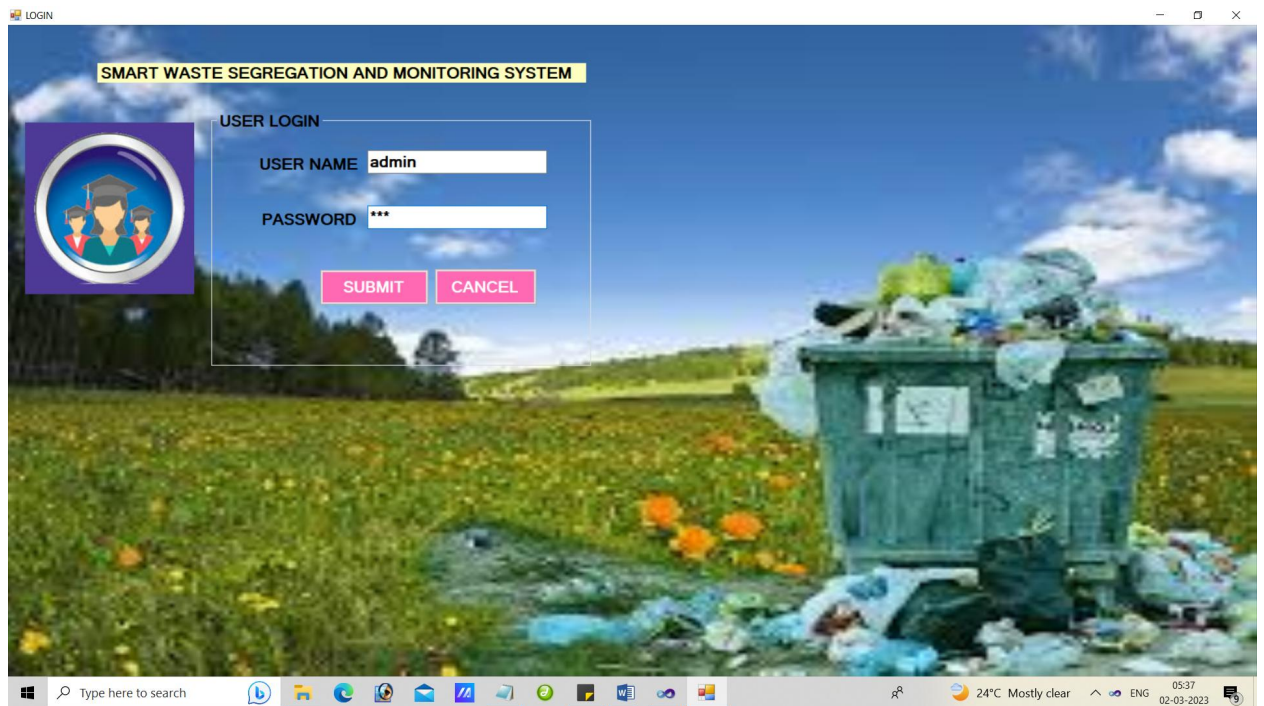 LOGIN
SMART WASTE SEGREGATION AND MONITORING SYSTEM
USER LOGIN
USER NAME admin
PASSWORD ***
SUBMIT CANCEL
Type here to search
24°C Mostly clear ENG 05:37
02-03-2023
9